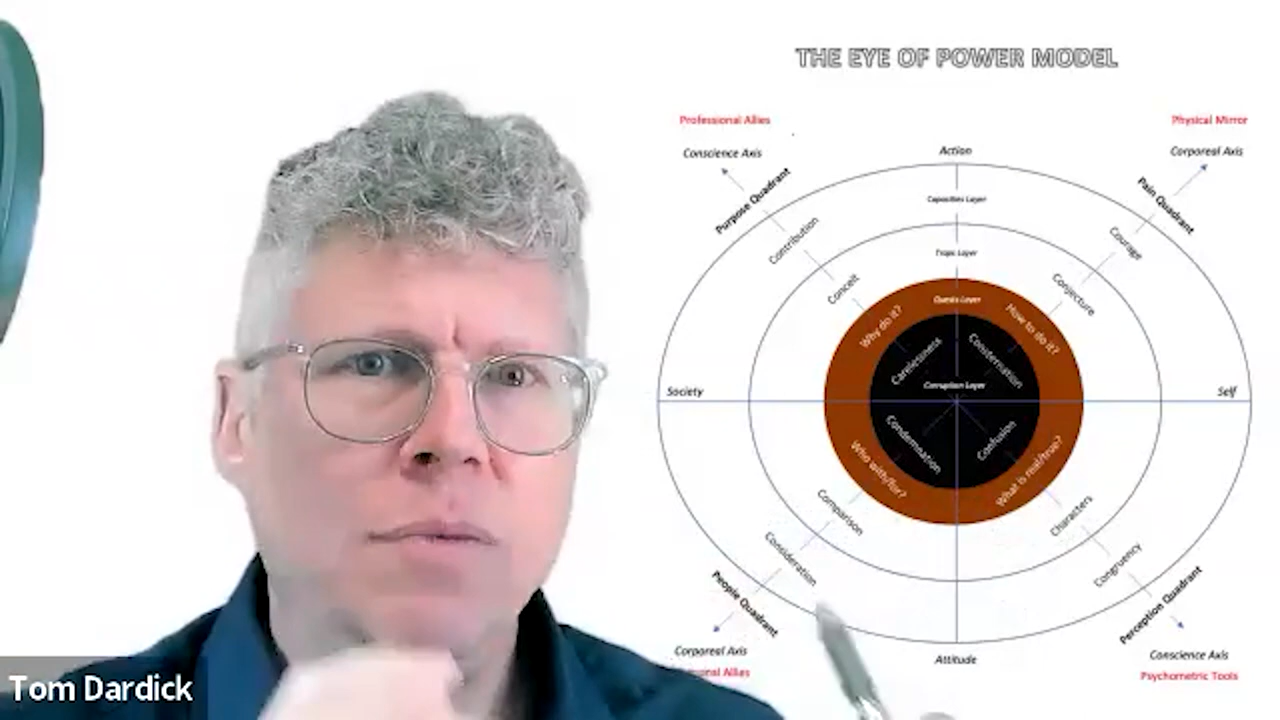 THE EYE OF POWER MODEL
Professional Allies
Physical Mirror
Conscience Axis
Action
Corporeal Axis
Purpose Quadrant
Pain Quadrant
Capacities Layer
Contribution
Courage
Traps Layer
Conceit
Conjecture
Quests Layer
Why do it?
How to do it?
Carelessness
Consternation
Corruption Layer
Society
Self
Condemnation
Confusion
Who with/for?
What is real/true?
Comparison
Characters
Consideration
Congruency
People Quadrant
Perception Quadrant
Corporeal Axis
Attitude
Conscience Axis
Allies
Psychometric Tools
Tom Dardick